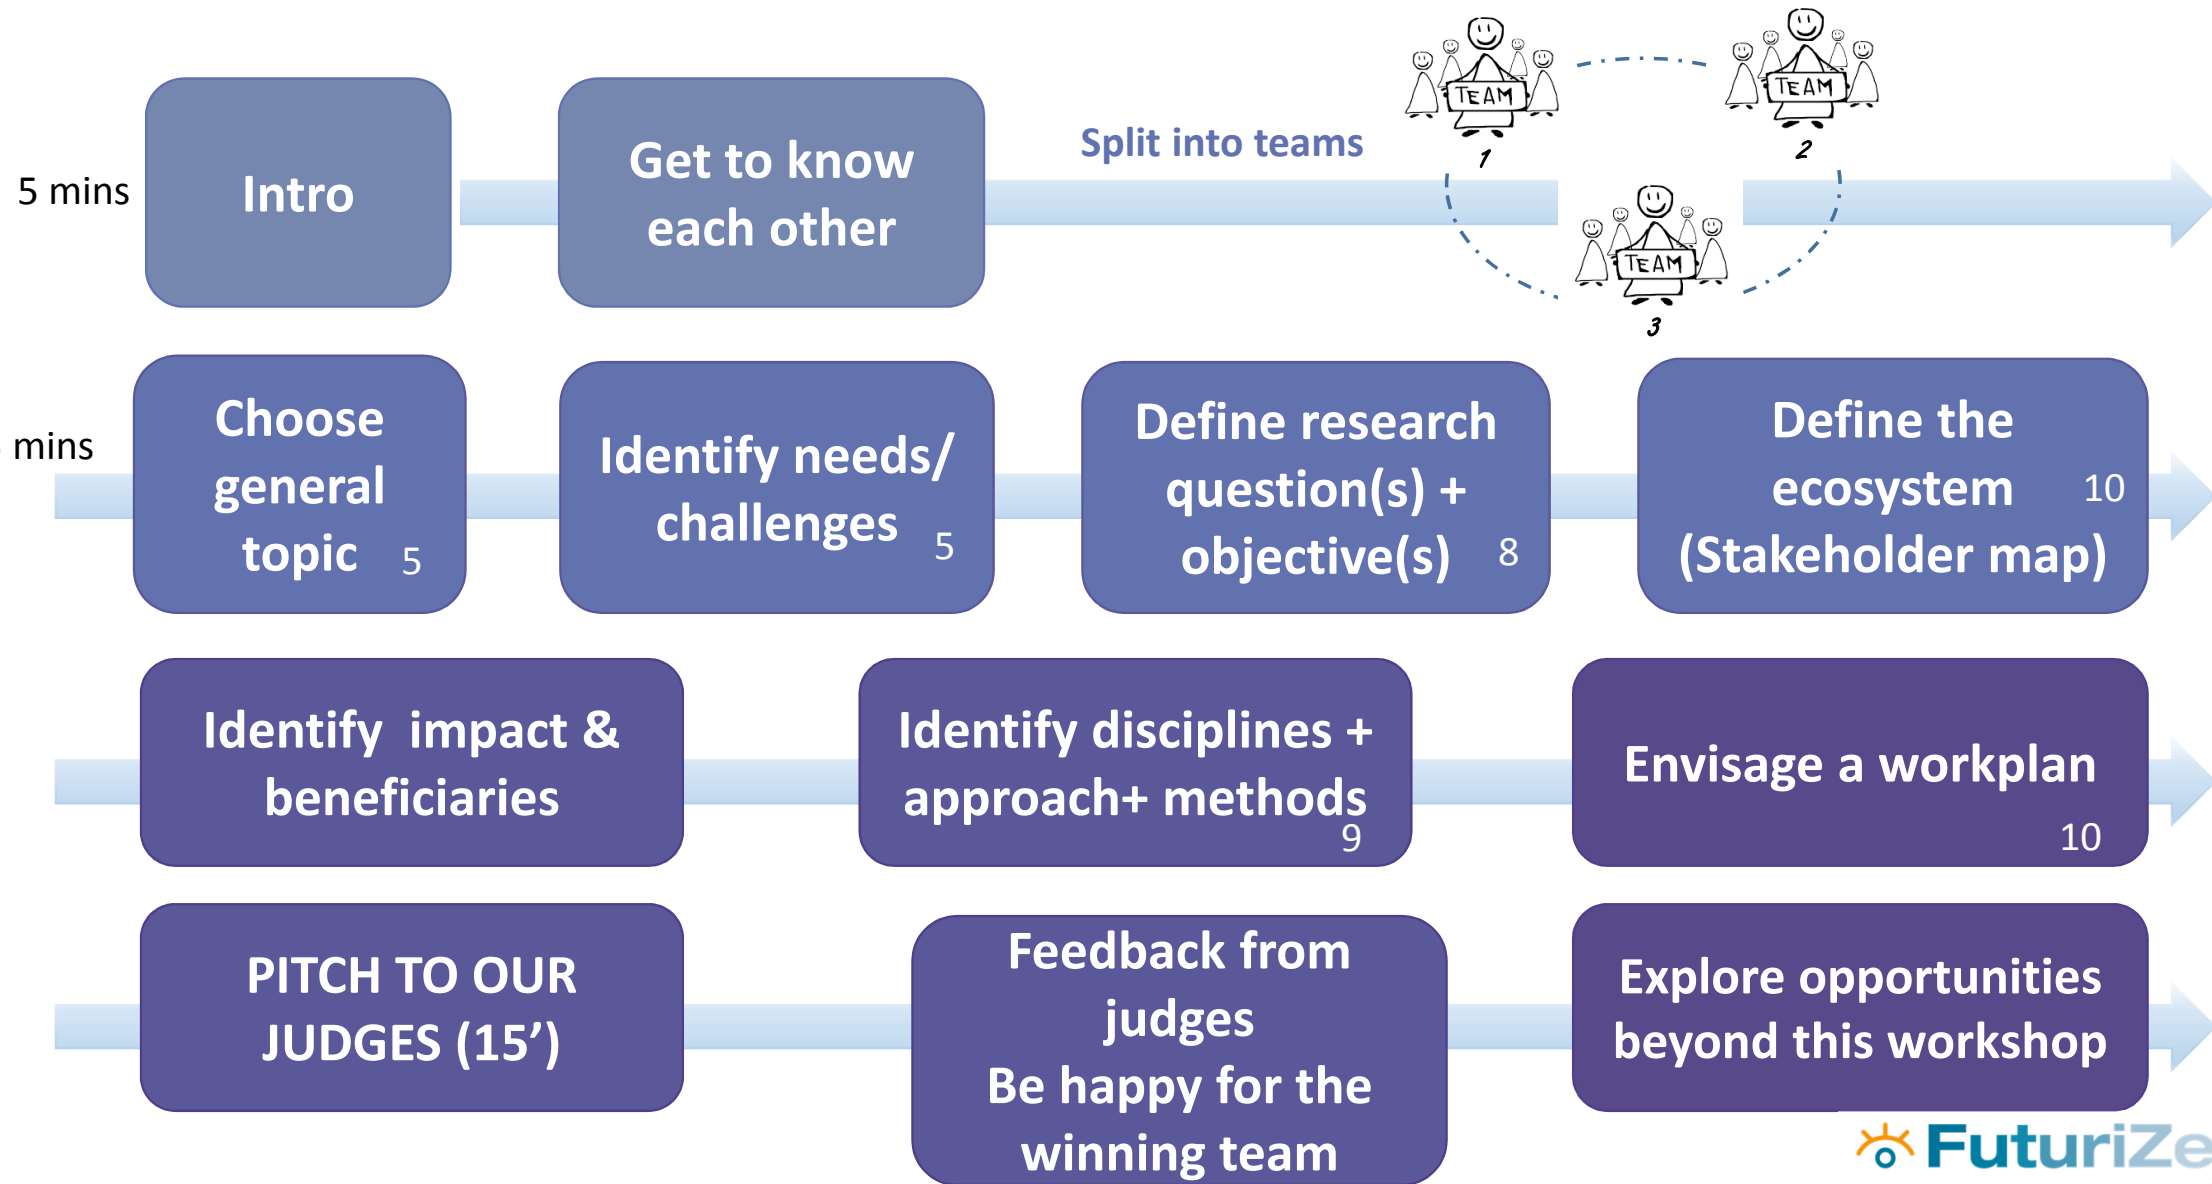 5 mins
Intro
Get to know
each other
Split into teams
TEAM
1
TEAM
2
TEAM
3
mins
Choose
general
topic 5
Identify needs/
challenges 5
Define research
question(s) +
objective(s) 8
Define the
ecosystem 10
(Stakeholder map)
Identify impact &
beneficiaries
Identify disciplines +
approach+ methods
9
Envisage a workplan
10
PITCH TO OUR
JUDGES (15’)
Feedback from
judges
Be happy for the
winning team
Explore opportunities
beyond this workshop
FuturiZe